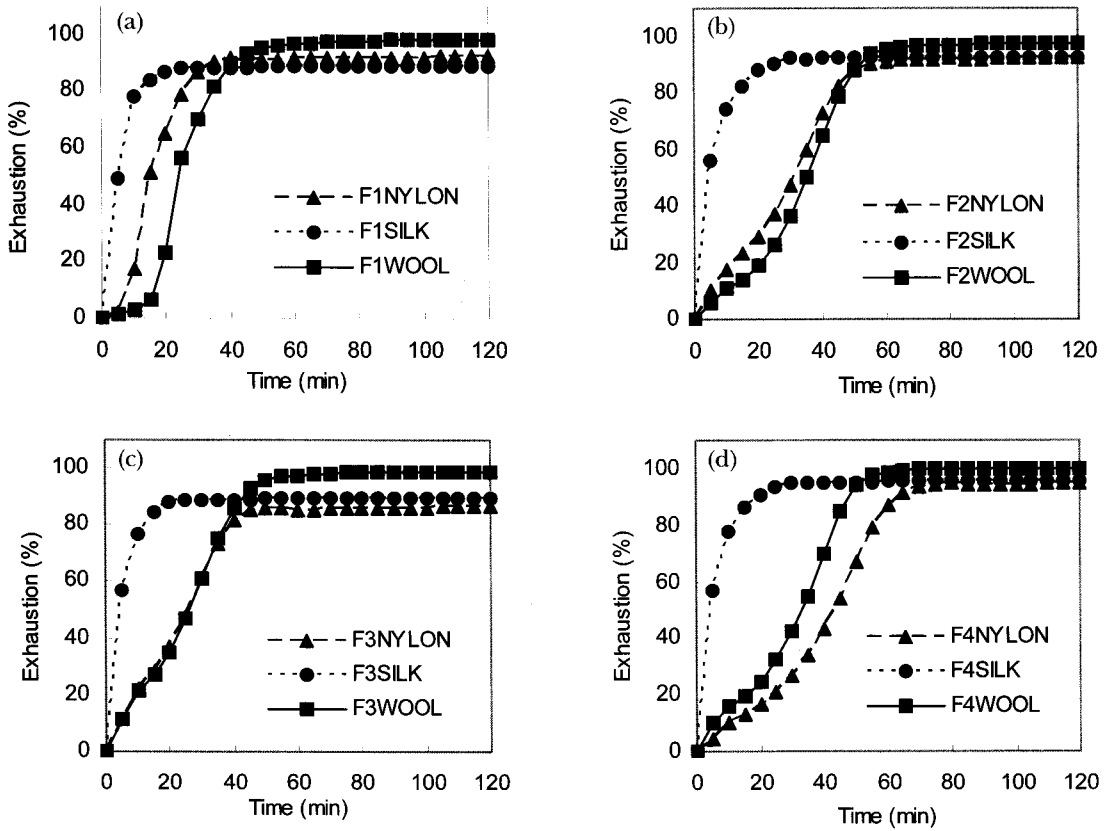 (a)
100
80
60
40
20
0
Exhaustion (%)
F1NYLON
F1SILK
F1WOOL
0 20 40 60 80 100 120
Time (min)
(b)
100
80
60
40
20
0
Exhaustion (%)
F2NYLON
F2SILK
F2WOOL
0 20 40 60 80 100 120
Time (min)
(c)
100
80
60
40
20
0
Exhaustion (%)
F3NYLON
F3SILK
F3WOOL
0 20 40 60 80 100 120
Time (min)
(d)
100
80
60
40
20
0
Exhaustion (%)
F4NYLON
F4SILK
F4WOOL
0 20 40 60 80 100 120
Time (min)